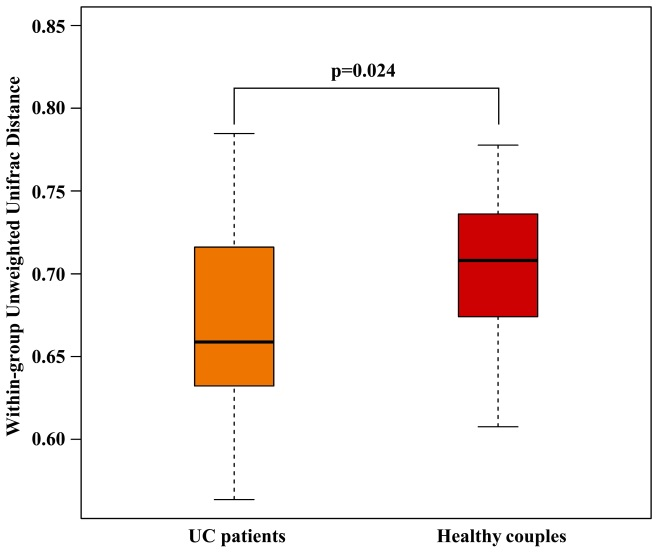 Within-group Unweighted Unifrac Distance
0.85
0.80
0.75
0.70
0.65
0.60
p=0.024
UC patients
Healthy couples